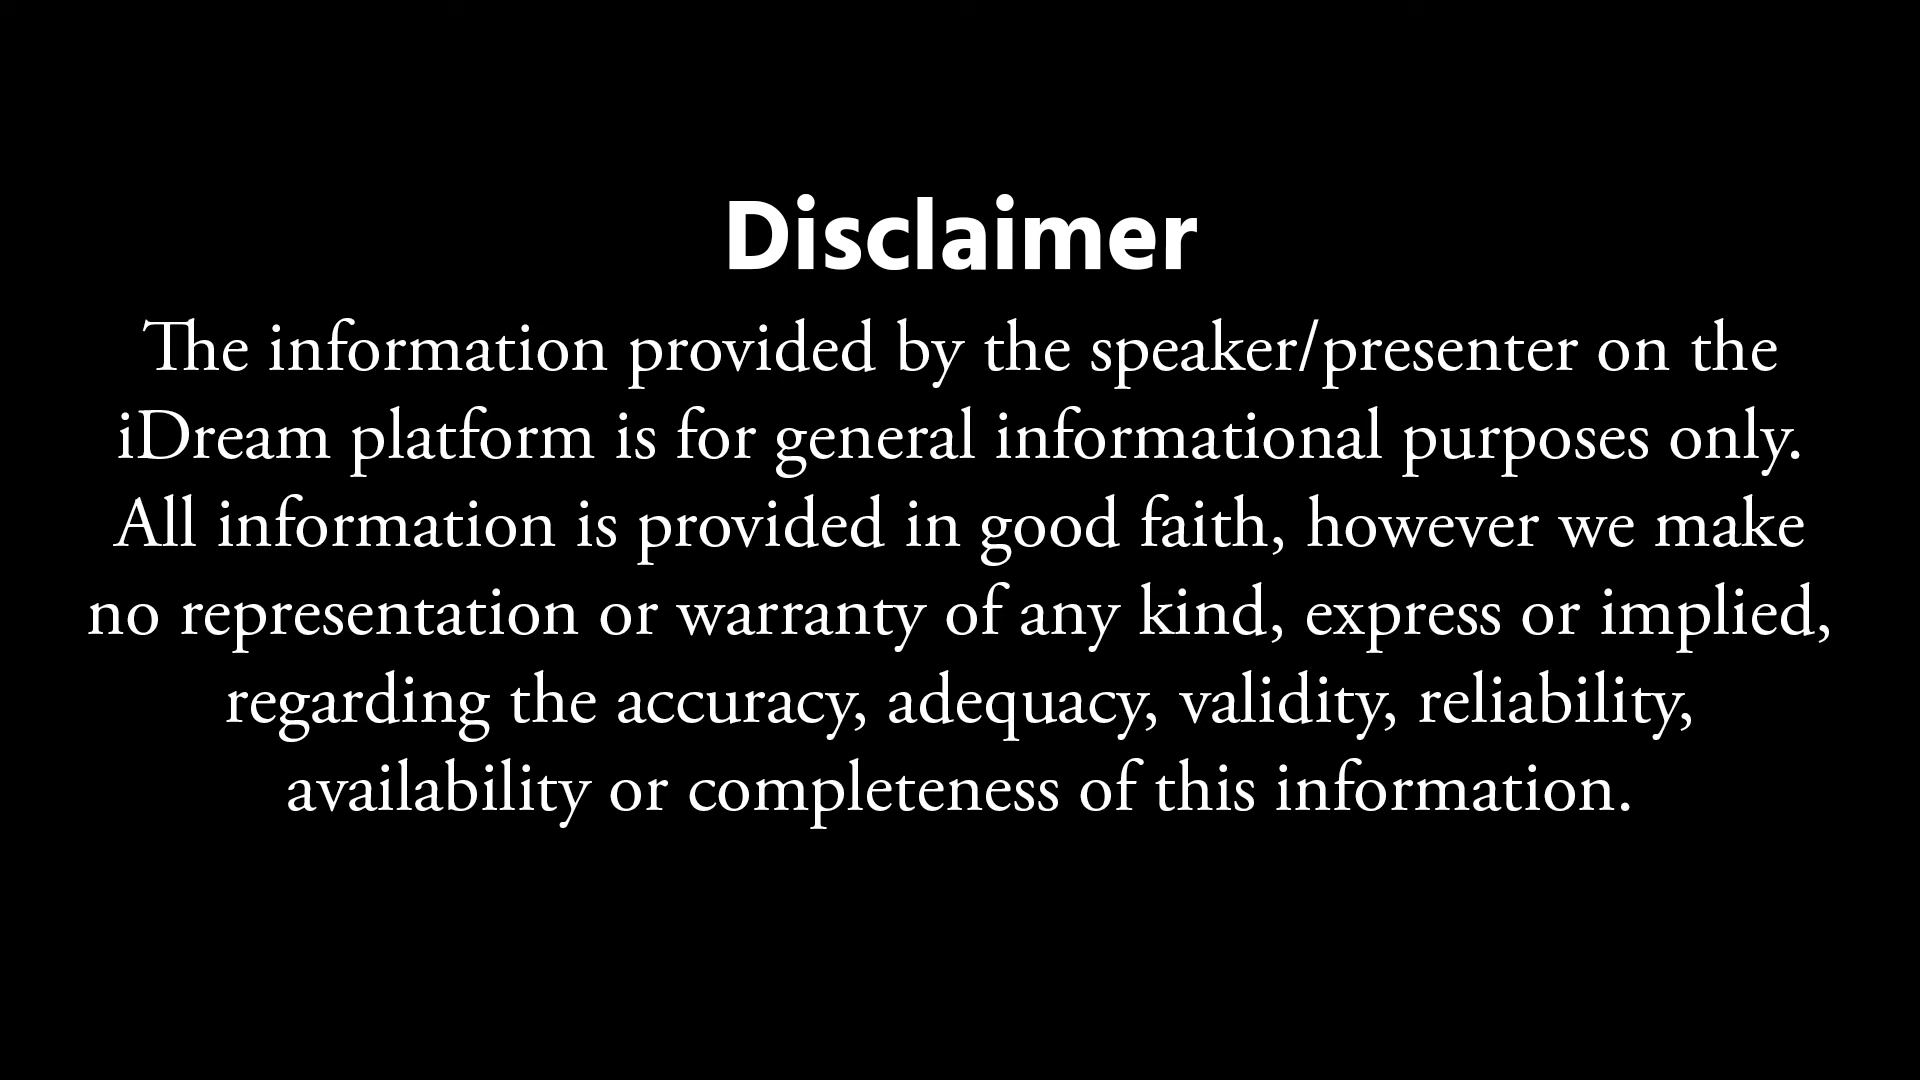 Disclaimer
The information provided by the speaker/presenter on the
iDream platform is for general informational purposes only.
All information is provided in good faith, however we make
no representation or warranty of any kind, express or implied,
regarding the accuracy, adequacy, validity, reliability,
availability or completeness of this information.